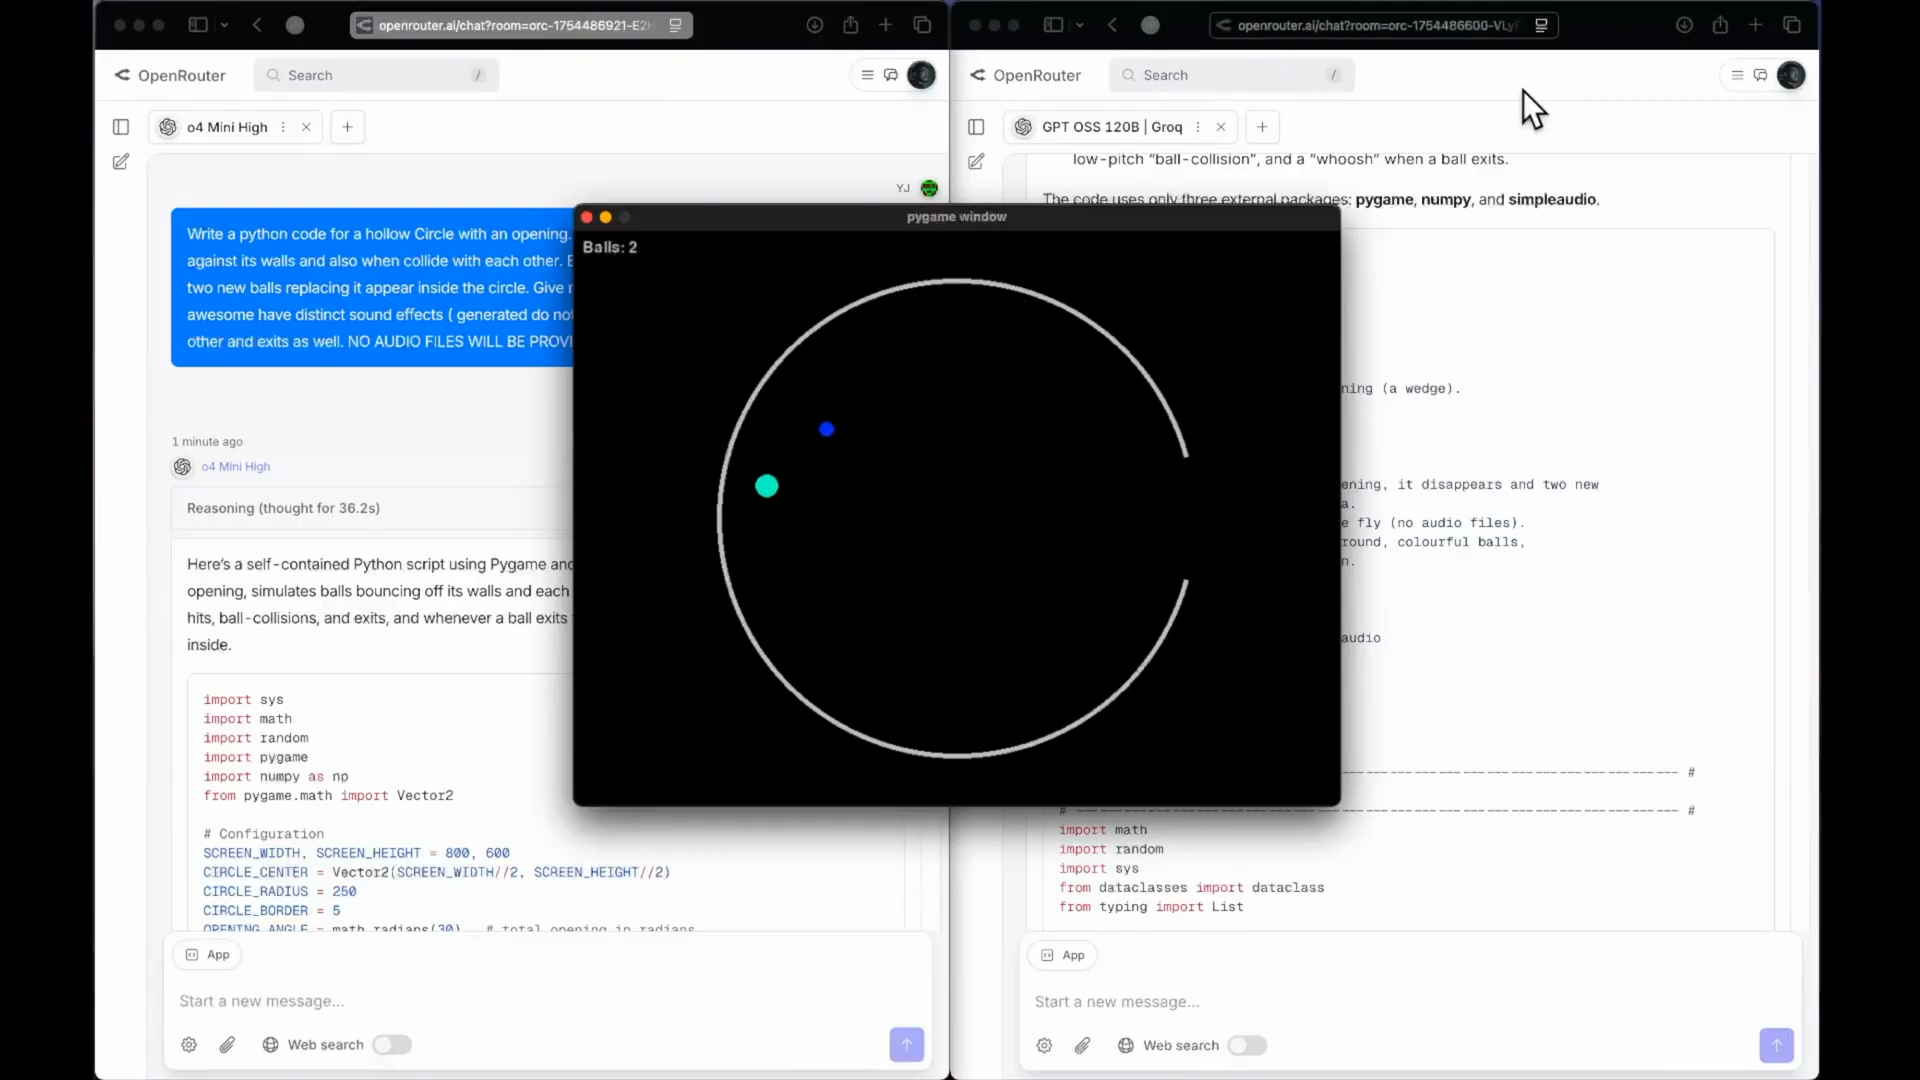 openrouter.ai/chat?room=orc-1754486921-E2
OpenRouter
Search
/
o4 Mini High
YJ
Write a python code for a hollow Circle with an opening.
against its walls and also when collide with each other.
two new balls replacing it appear inside the circle. Give
awesome have distinct sound effects ( generated do
other and exits as well. NO AUDIO FILES WILL BE
1 minute ago
o4 Mini High
Reasoning (thought for 36.2s)
Here's a self-contained Python script using Pygame
opening, simulates balls bouncing off its walls and each
hits, ball-collisions, and exits, and whenever a ball exits
inside.
import sys
import math
import random
import pygame
import numpy as np
from pygame.math import Vector2
# Configuration
SCREEN_WIDTH, SCREEN_HEIGHT = 800, 600
CIRCLE_CENTER = Vector2(SCREEN_WIDTH//2, SCREEN_HEIGHT//2)
CIRCLE_RADIUS = 250
CIRCLE_BORDER = 5
OPENING_ANGLE = math.radians(30) # total opening in radians
App
Start a new message...
Web search
pygame window
Balls: 2
openrouter.ai/chat?room=orc-1754486600-VLy
OpenRouter
Search
/
GPT OSS 120B | Groq
low-pitch "ball-collision", and a "whoosh" when a ball exits.
The code uses only three external packages: pygame, numpy, and simpleaudio.
ning (a wedge).
ening, it disappears and two new
a.
e fly (no audio files).
round, colourful balls,
n.
audio
---------------------------------------- #
# ---------------------------------------------------------------- #
import math
import random
import sys
from dataclasses import dataclass
from typing import List
App
Start a new message...
Web search